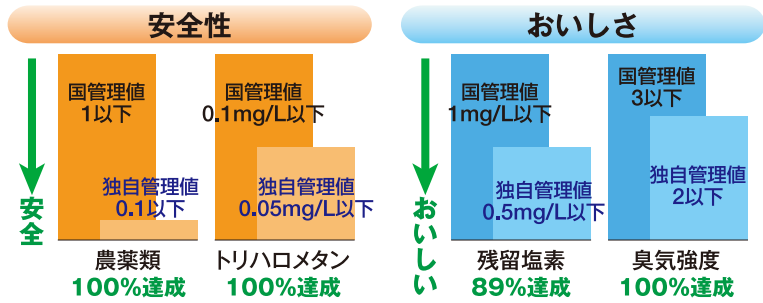 安全性
安全
国管理値
1以下
独自管理値
0.1以下
農薬類
100%達成
国管理値
0.1mg/L以下
独自管理値
0.05mg/L以下
トリハロメタン
100%達成
おいしさ
おいしい
国管理値
1mg/L以下
独自管理値
0.5mg/L以下
残留塩素
89%達成
国管理値
3以下
独自管理値
2以下
臭気強度
100%達成